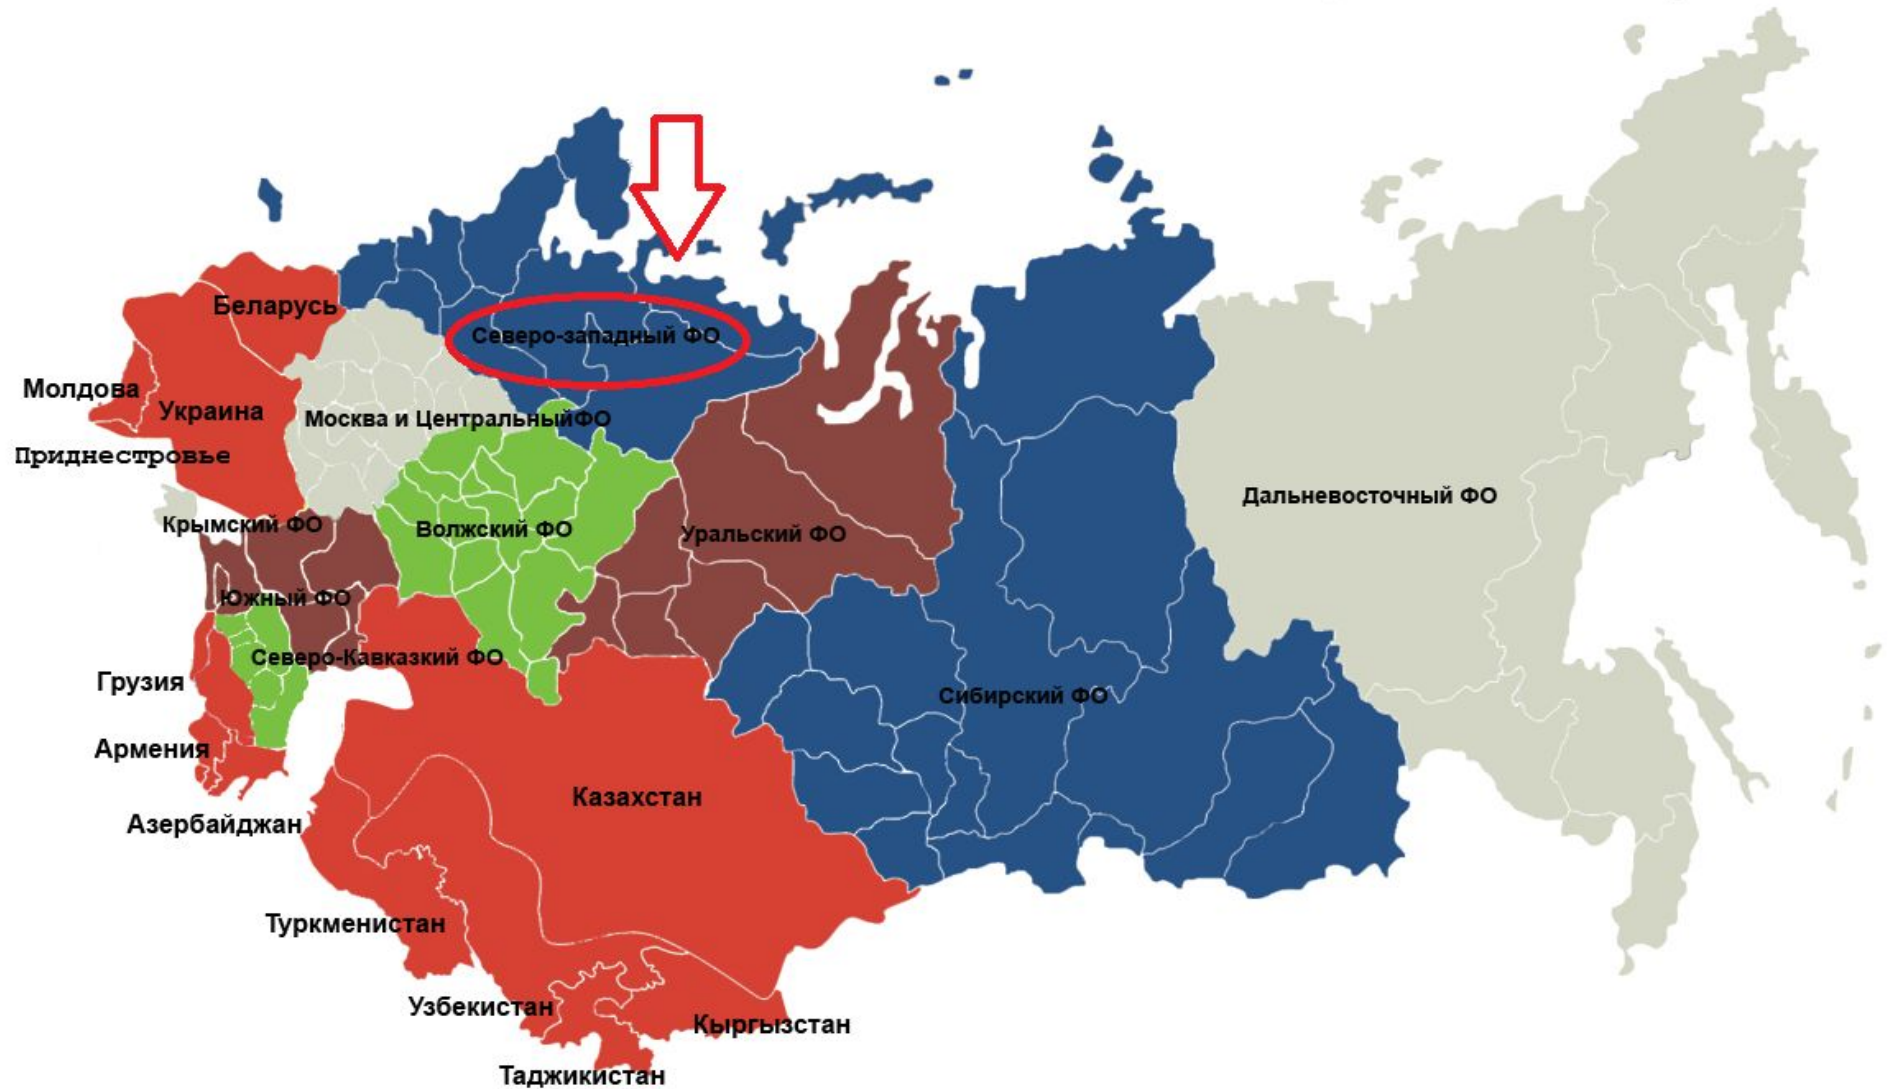 Беларусь
Северо-западный ФО
Молдова
Украина
Москва и ЦентральныйФО
Приднестровье
Дальневосточный ФО
Крымский ФО
Волжский ФО
Уральский ФО
Южный ФО
Северо-Кавказкий ФО
Грузия
Сибирский ФО
Армения
Казахстан
Азербайджан
Туркменистан
Узбекистан
Кыргызстан
Таджикистан